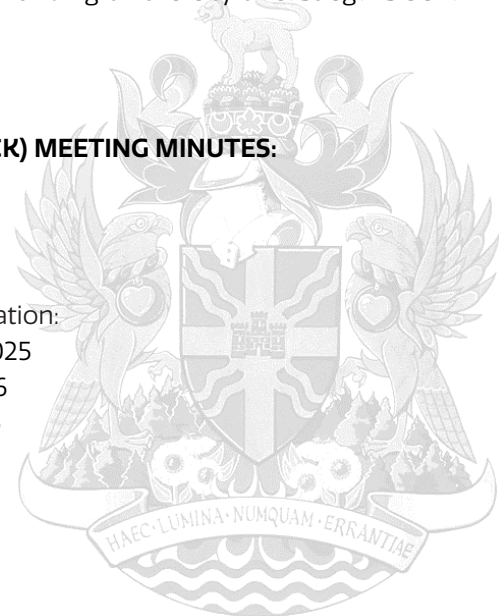 MEETING MINUTES:
ation:
025
6
HAEC·LUMINA·NUMQUAM·ERRANTIAE